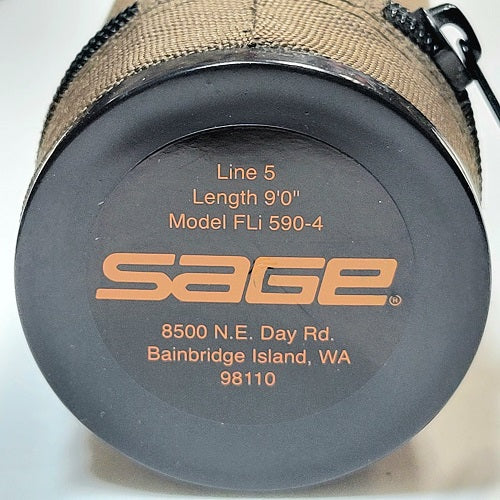 Line 5
Length 9'0"
Model FLi 590-4
SAGE®
8500 N.E. Day Rd.
Bainbridge Island, WA
98110